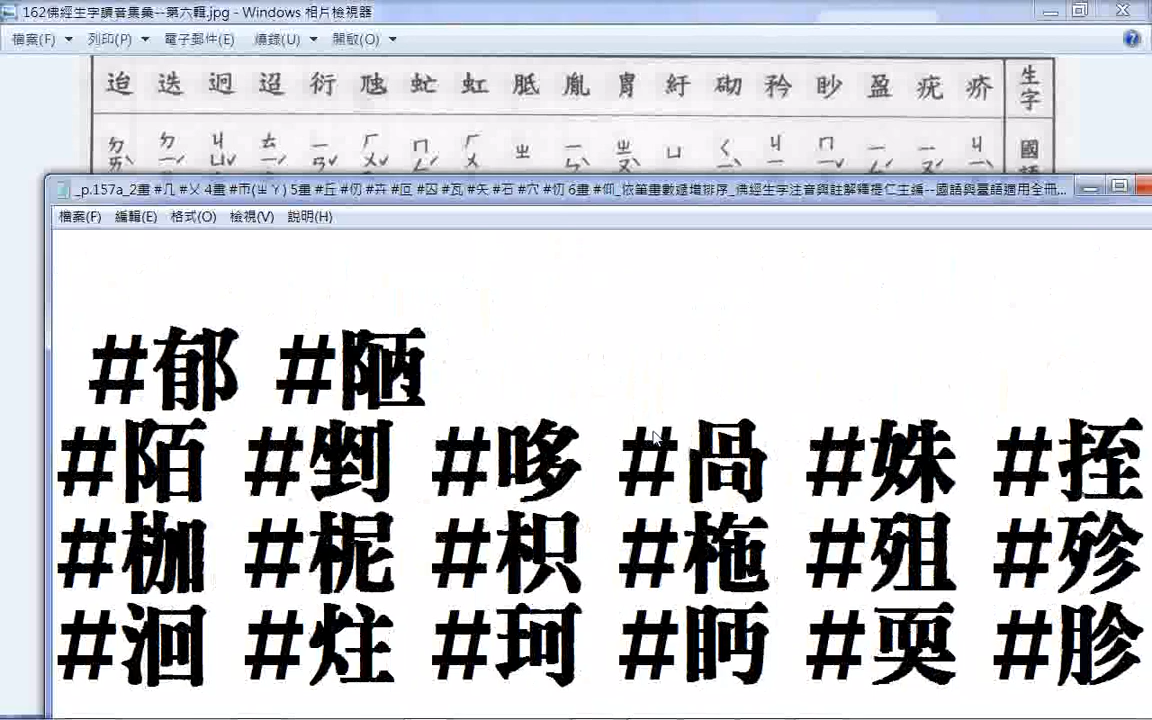 162佛經生字讀音集彙--第六輯.jpg - Windows 相片檢視器
檔案(F) 列印(P) 電子郵件(E) 燒錄(U) 開啟(O)
迨 迭 迥 迢 衍 虺 虻 虹 胝 胤 胄 紆 砌 矜 眇 盈 疣 疥 生字
國語
_p.157a_2畫 #几 #乂 4畫 #帀(ㄓㄚ) 5畫 #丘 #仞 #卉 #叵 #囚 #瓦 #矢 #石 #穴 #仞 6畫 #仰_依筆畫數遞增排序_佛經生字注音與註解釋提仁主編--國語與臺語適用全冊...
檔案(F) 編輯(E) 格式(O) 檢視(V) 說明(H)
#郁 #陋
#陌 #剉 #哆 #咼 #姝 #挃
#枷 #柅 #枳 #柂 #殂 #殄
#洄 #炷 #珂 #眄 #耎 #胗